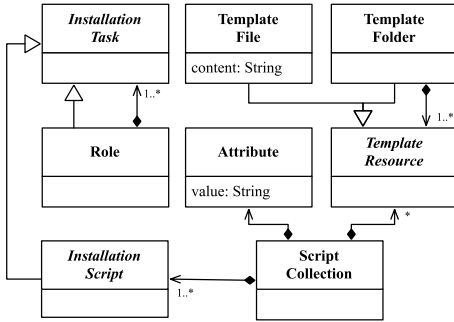 Installation
Task
Template
File
content: String
Template
Folder
1..*
1..*
Role
Attribute
value: String
Template
Resource
*
Installation
Script
1..*
Script
Collection